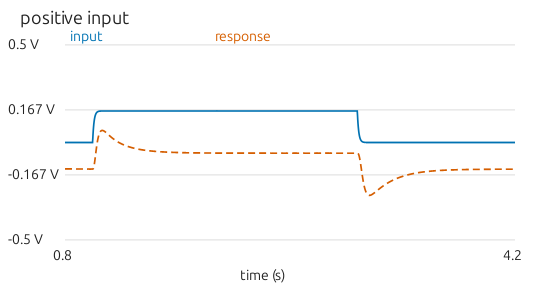 positive input
input response
0.5 V
0.167 V
-0.167 V
-0.5 V
0.8 4.2
time (s)